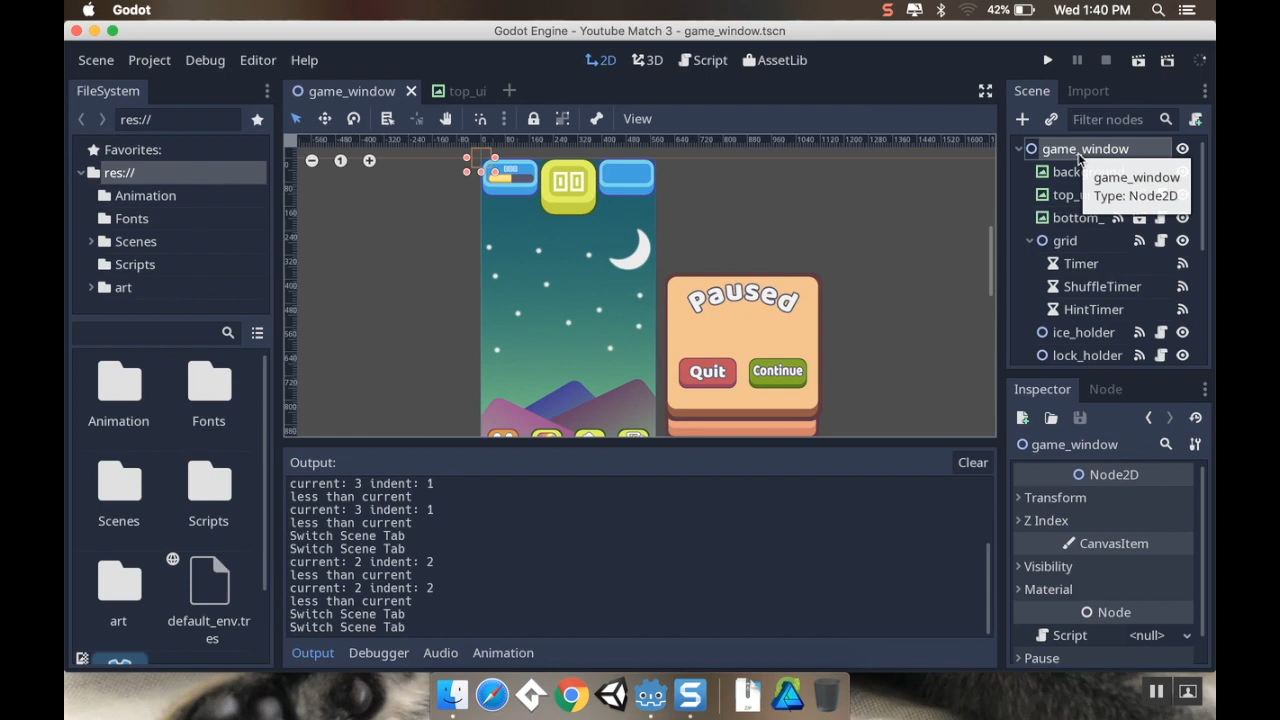 Godot
42%
Wed 1:40 PM
Godot Engine - Youtube Match 3 - game_window.tscn
Scene
Project
Debug
Editor
Help
2D
3D
Script
AssetLib
FileSystem
res://
Favorites:
res://
Animation
Fonts
Scenes
Scripts
art
Animation
Fonts
Scenes
Scripts
art
default_env.tr
es
game_window
top_ui
View
Paused
Quit
Continue
Output:
Clear
current: 3 indent: 1
less than current
current: 3 indent: 1
less than current
Switch Scene Tab
Switch Scene Tab
current: 2 indent: 2
less than current
current: 2 indent: 2
less than current
Switch Scene Tab
Switch Scene Tab
Output
Debugger
Audio
Animation
Scene
Import
Filter nodes
game_window
game_window
Type: Node2D
bottom_
grid
Timer
ShuffleTimer
HintTimer
ice_holder
lock_holder
Inspector
Node
game_window
Node2D
Transform
Z Index
CanvasItem
Visibility
Material
Node
Script
<null>
Pause